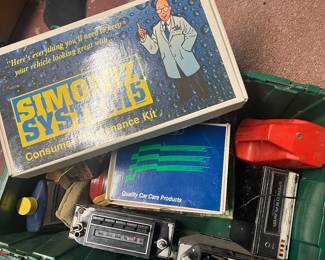 "Here's everything you'll need to keep
your vehicle looking great with...
SIMONIZ
SYSTEM 5
Consumer Maintenance Kit
Quality Car Care Products